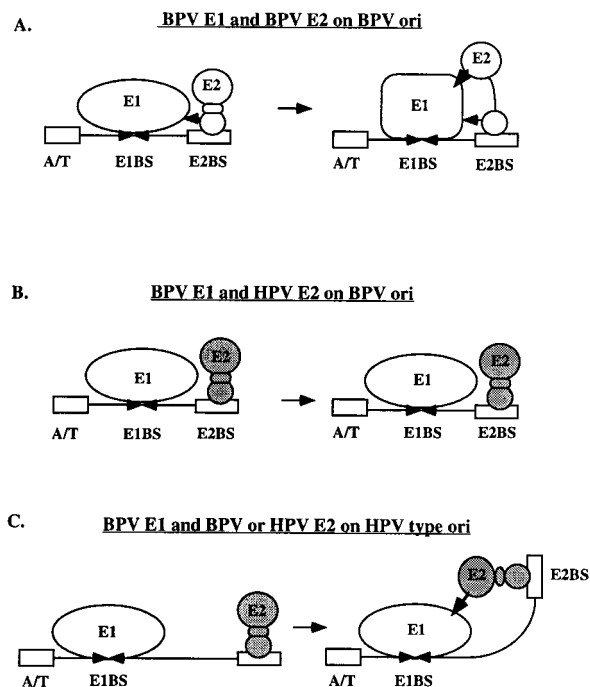 A.
BPV E1 and BPV E2 on BPV ori
E1 E2 E1 E2
A/T E1BS E2BS A/T E1BS E2BS
B.
BPV E1 and HPV E2 on BPV ori
E1 E2 E1 E2
A/T E1BS E2BS A/T E1BS E2BS
C.
BPV E1 and BPV or HPV E2 on HPV type ori
E2 E2BS
E1 E2 E1
A/T E1BS A/T E1BS